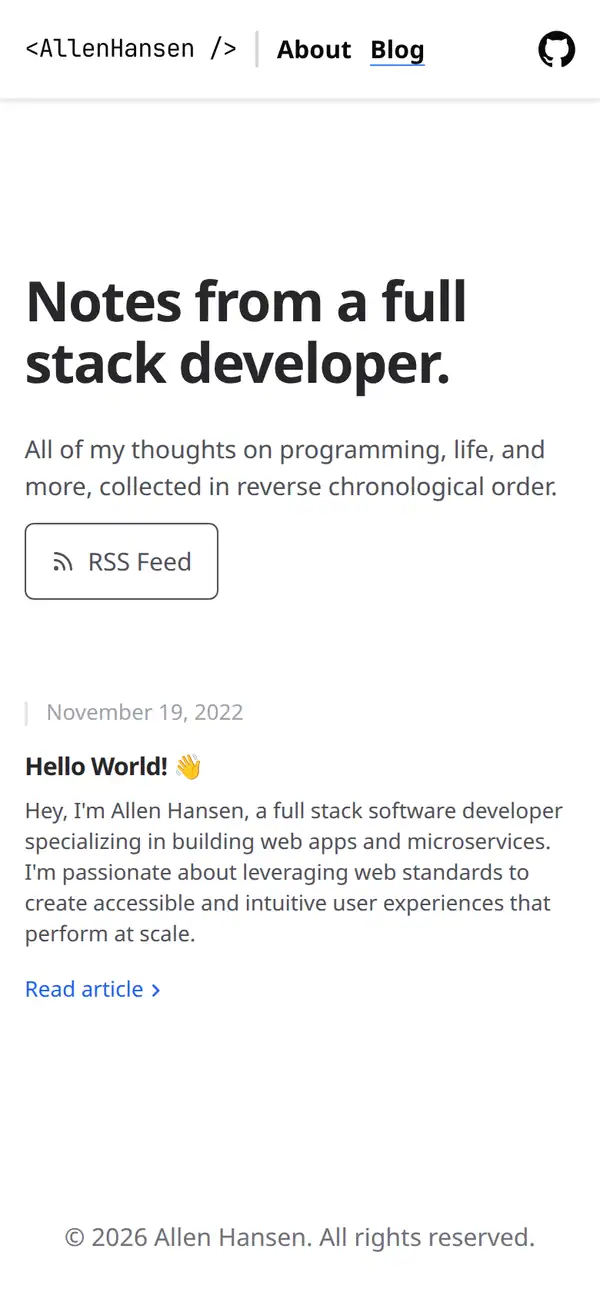 <AllenHansen />
About
Blog
Notes from a full
stack developer.
All of my thoughts on programming, life, and
more, collected in reverse chronological order.
RSS Feed
November 19, 2022
Hello World! 👋
Hey, I'm Allen Hansen, a full stack software developer
specializing in building web apps and microservices.
I'm passionate about leveraging web standards to
create accessible and intuitive user experiences that
perform at scale.
Read article
© 2026 Allen Hansen. All rights reserved.